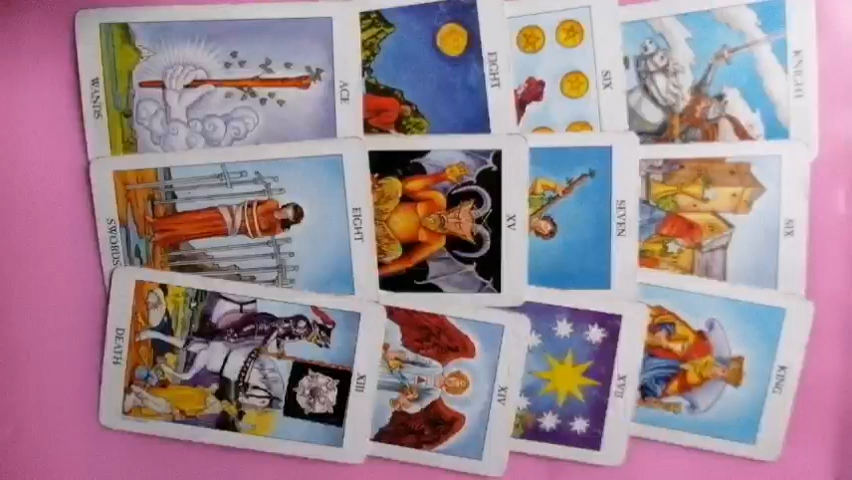 WANDS
ACE
EIGHT
SIX
KNIGHT
SWORDS
EIGHT
XV
SEVEN
SIX
DEATH
XIII
XIV
XVII
KING